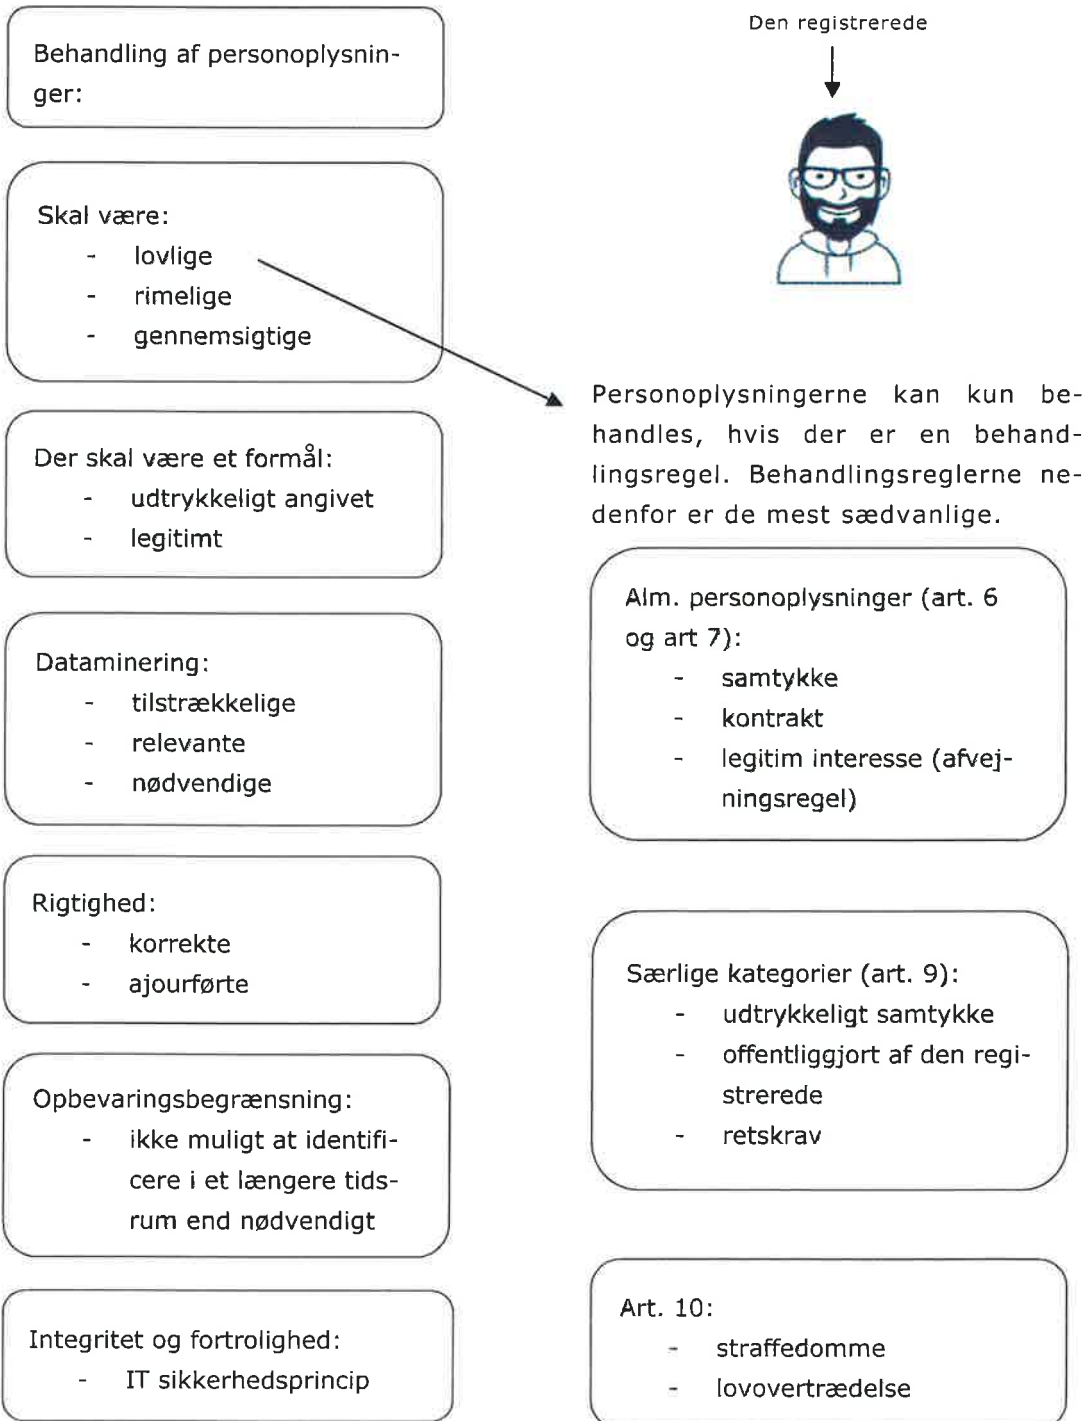 Behandling af personoplysnin-
ger:
Skal være:
- lovlige
- rimelige
- gennemsigtige
Der skal være et formål:
- udtrykkeligt angivet
- legitimt
Dataminering:
- tilstrækkelige
- relevante
- nødvendige
Rigtighed:
- korrekte
- ajourførte
Opbevaringsbegrænsning:
- ikke muligt at identifi-
cere i et længere tids-
rum end nødvendigt
Integritet og fortrolighed:
- IT sikkerhedsprincip
Den registrerede
Personoplysningerne kan kun be-
handles, hvis der er en behand-
lingsregel. Behandlingsreglerne ne-
denfor er de mest sædvanlige.
Alm. personoplysninger (art. 6
og art 7):
- samtykke
- kontrakt
- legitim interesse (afvej-
ningsregel)
Særlige kategorier (art. 9):
- udtrykkeligt samtykke
- offentliggjort af den regi-
strerede
- retskrav
Art. 10:
- straffedomme
- lovovertrædelse